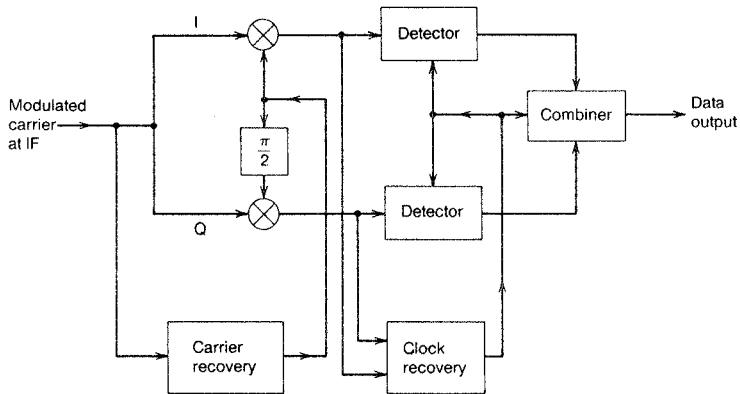 I
Detector
Modulated
carrier
at IF
π
2
Combiner
Data
output
Q
Detector
Carrier
recovery
Clock
recovery